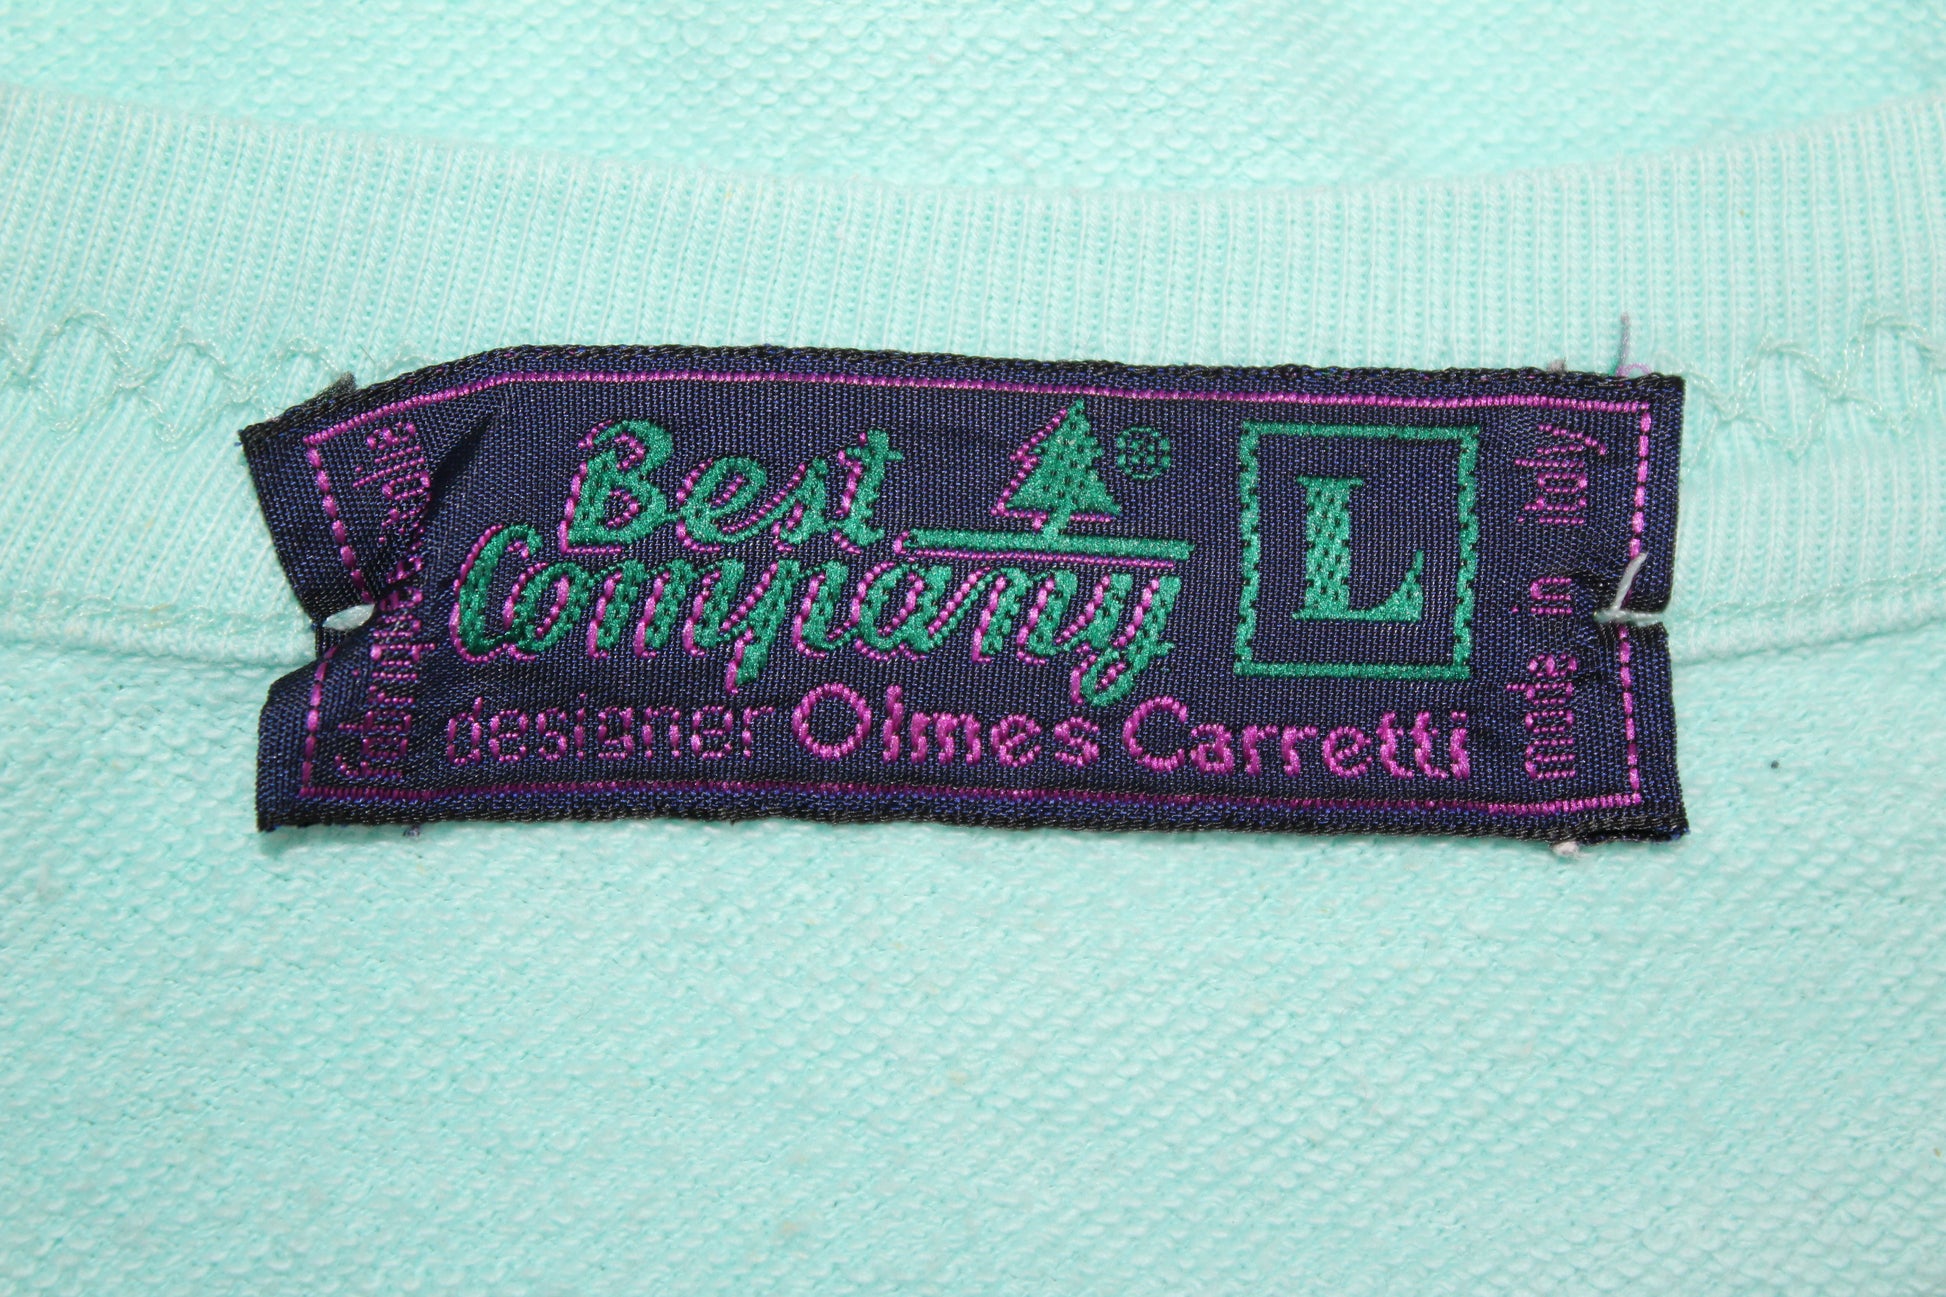 Best
Company
L
designer Olmes Carretti
made in italy